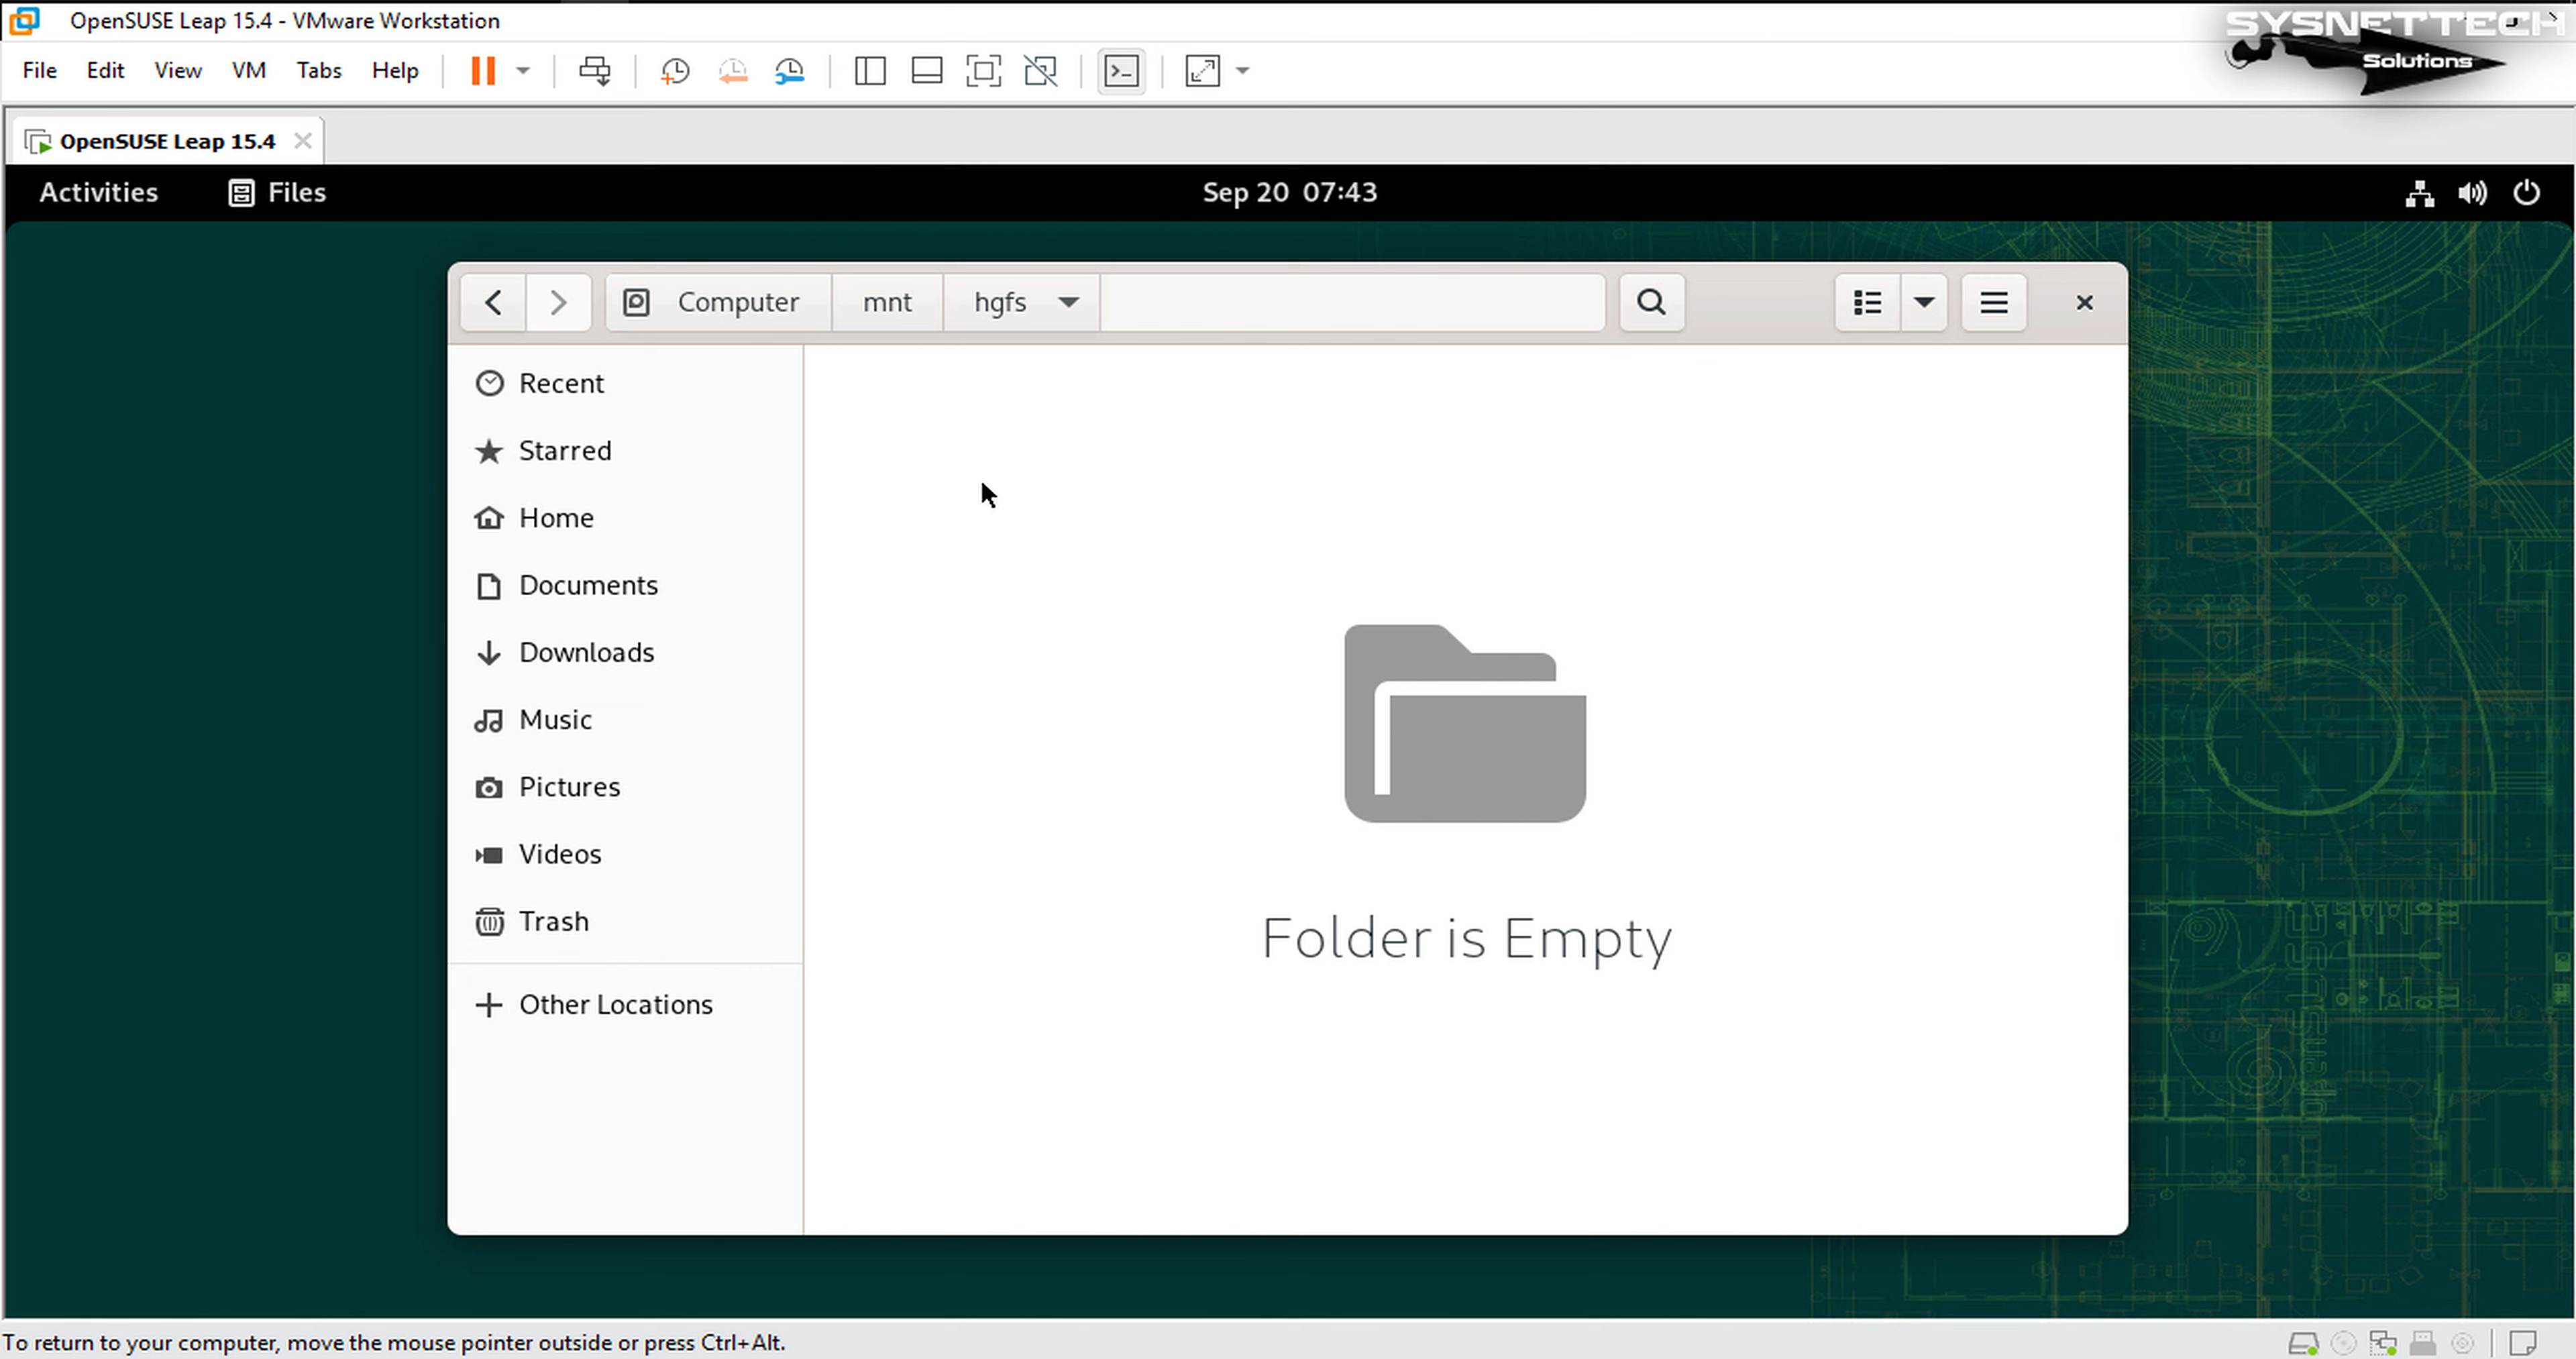 OpenSUSE Leap 15.4 - VMware Workstation
SYSNETTECH
Solutions
File Edit View VM Tabs Help
OpenSUSE Leap 15.4
Activities Files Sep 20 07:43
Computer mnt hgfs
Recent
Starred
Home
Documents
Downloads
Music
Pictures
Videos
Trash
Other Locations
Folder is Empty
To return to your computer, move the mouse pointer outside or press Ctrl+Alt.